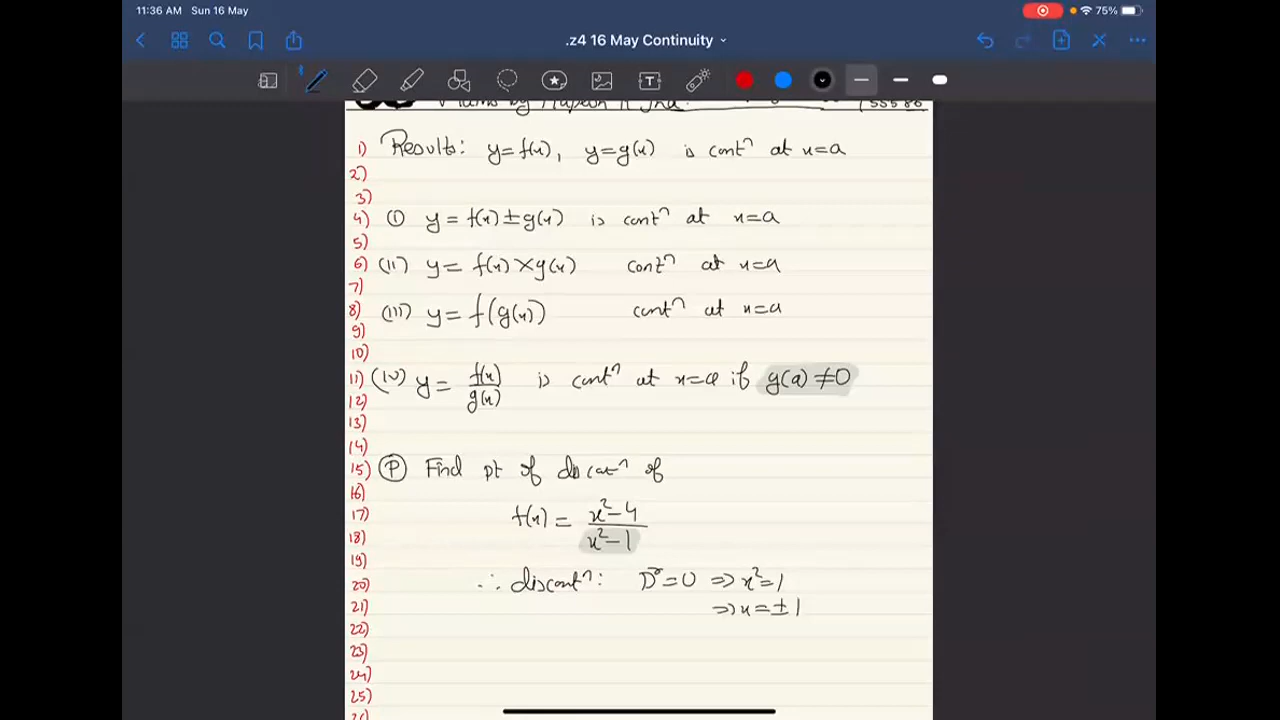 11:36 AM Sun 16 May
75%
.z4 16 May Continuity
by Rupesh
1) Results: y=f(x), y=g(x) is contⁿ at x=a
2)
3)
4) (i) y = f(x) ± g(x) is contⁿ at x=a
5)
6) (ii) y = f(x) × g(x) contⁿ at x=a
7)
8) (iii) y = f(g(x)) contⁿ at x=a
9)
10)
11) (iv) y = f(x)/g(x) is contⁿ at x=a if g(a) ≠ 0
12)
13)
14)
15) (P) Find pt of discontⁿ of
16)
17) f(x) = x²-4
18) x²-1
19)
20) ∴ discontⁿ: Dʳ=0 ⇒ x²=1
21) ⇒ x = ±1
22)
23)
24)
25)